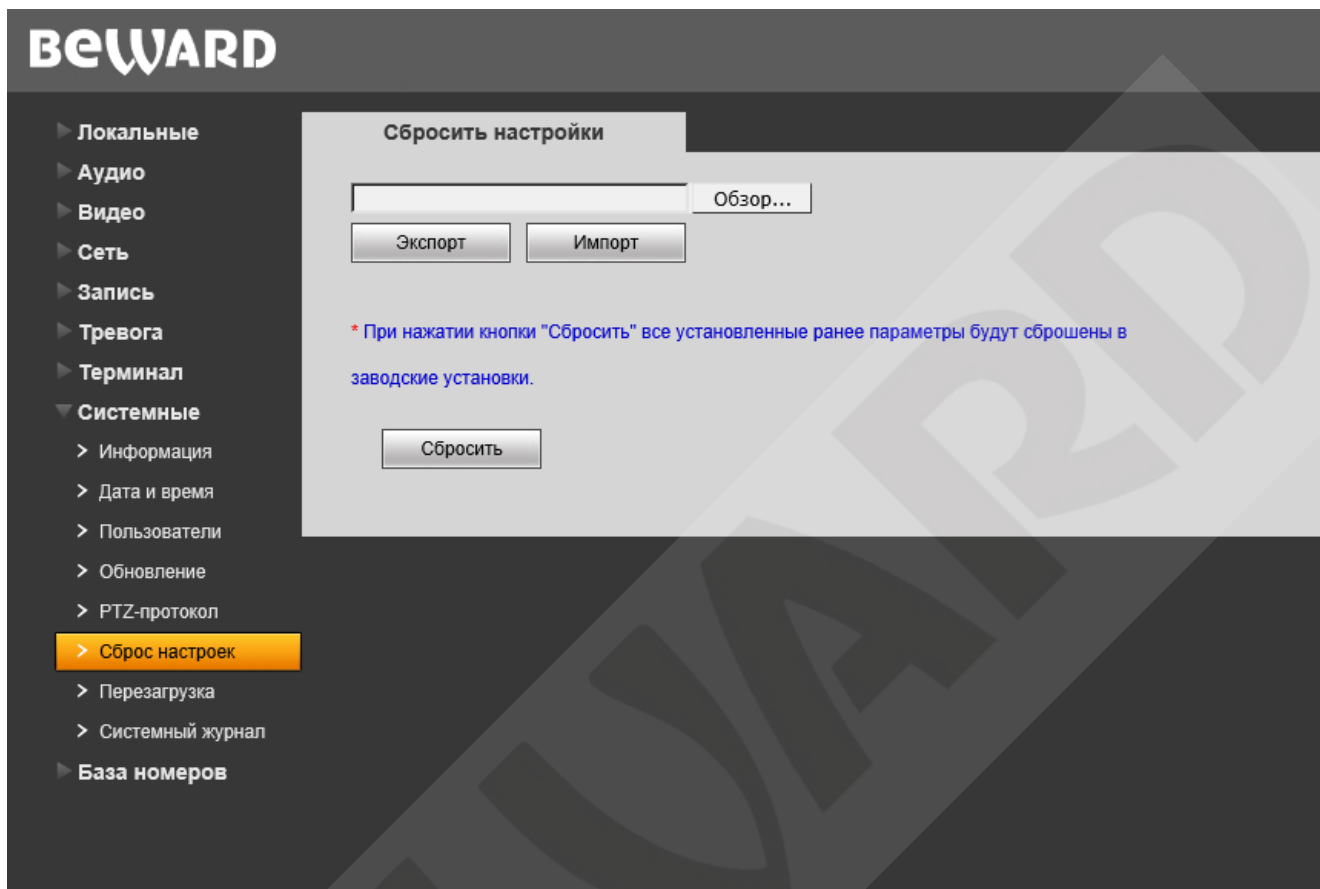 BEWARD
Локальные
Аудио
Видео
Сеть
Запись
Тревога
Терминал
Системные
Информация
Дата и время
Пользователи
Обновление
PTZ-протокол
Сброс настроек
Перезагрузка
Системный журнал
База номеров
Сбросить настройки
Обзор...
Экспорт Импорт
* При нажатии кнопки "Сбросить" все установленные ранее параметры будут сброшены в
заводские установки.
Сбросить